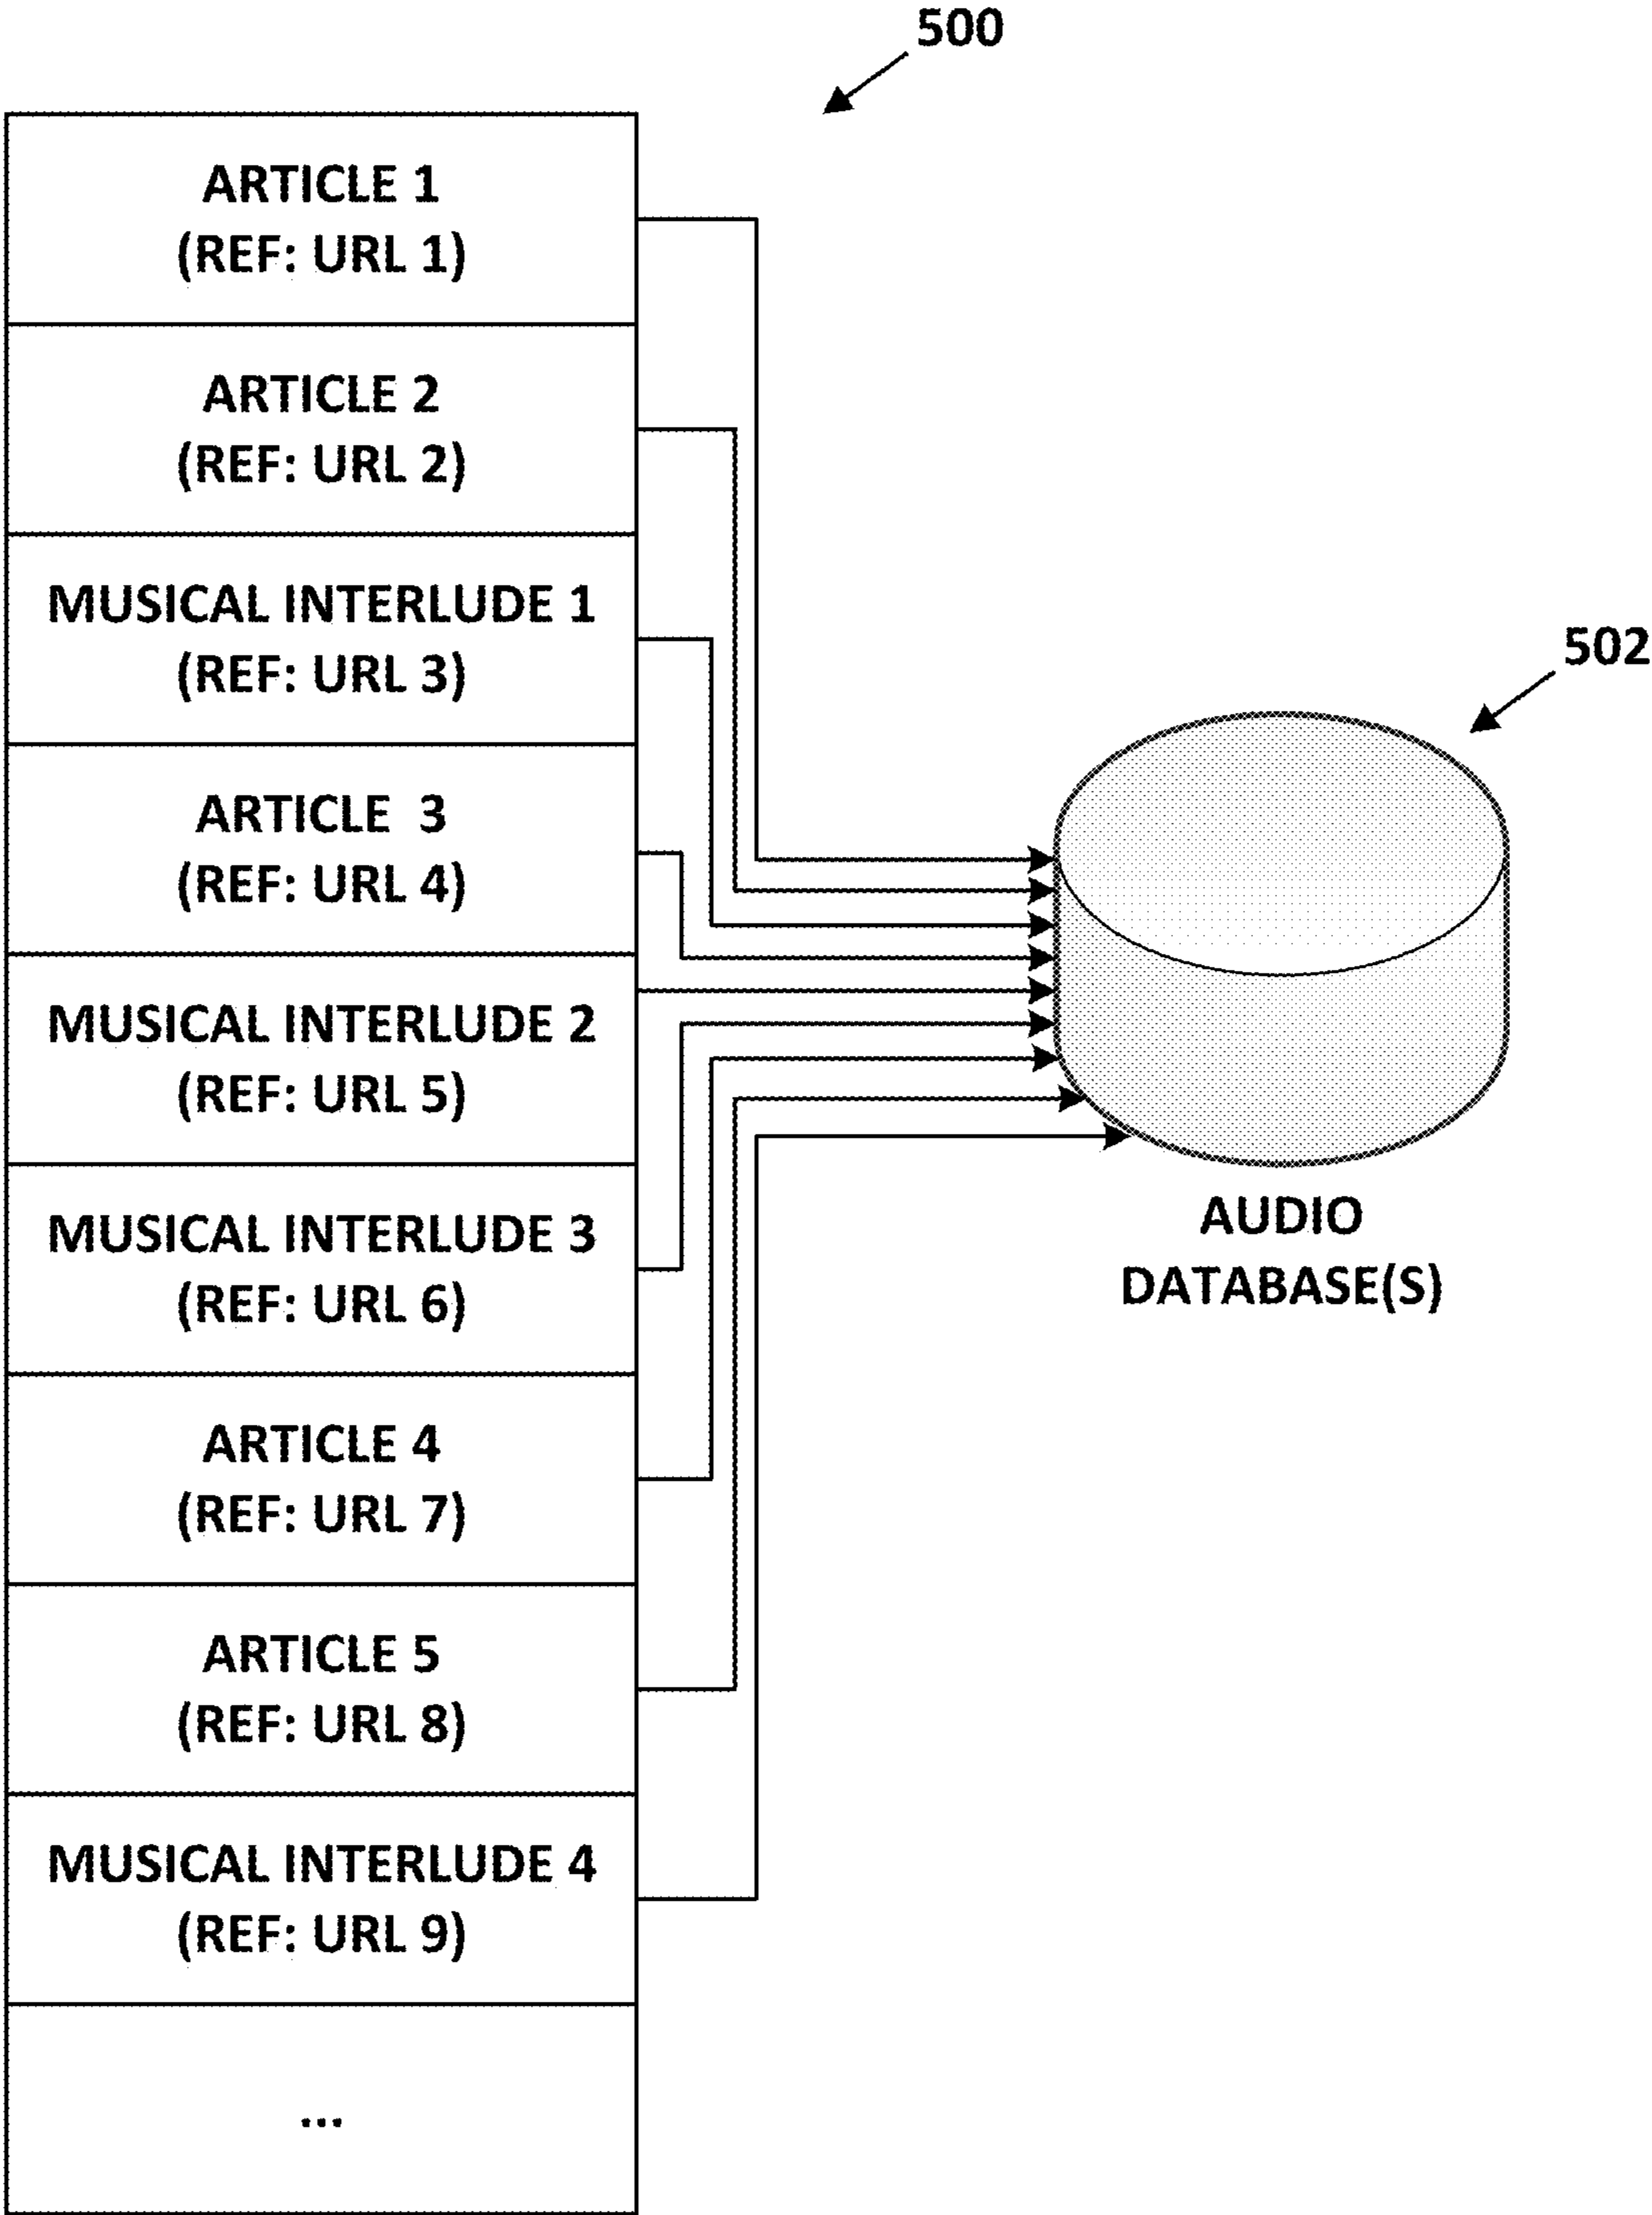 500
ARTICLE 1
(REF: URL 1)
ARTICLE 2
(REF: URL 2)
MUSICAL INTERLUDE 1
(REF: URL 3)
502
ARTICLE 3
(REF: URL 4)
MUSICAL INTERLUDE 2
(REF: URL 5)
MUSICAL INTERLUDE 3
(REF: URL 6)
AUDIO
DATABASE(S)
ARTICLE 4
(REF: URL 7)
ARTICLE 5
(REF: URL 8)
MUSICAL INTERLUDE 4
(REF: URL 9)
...